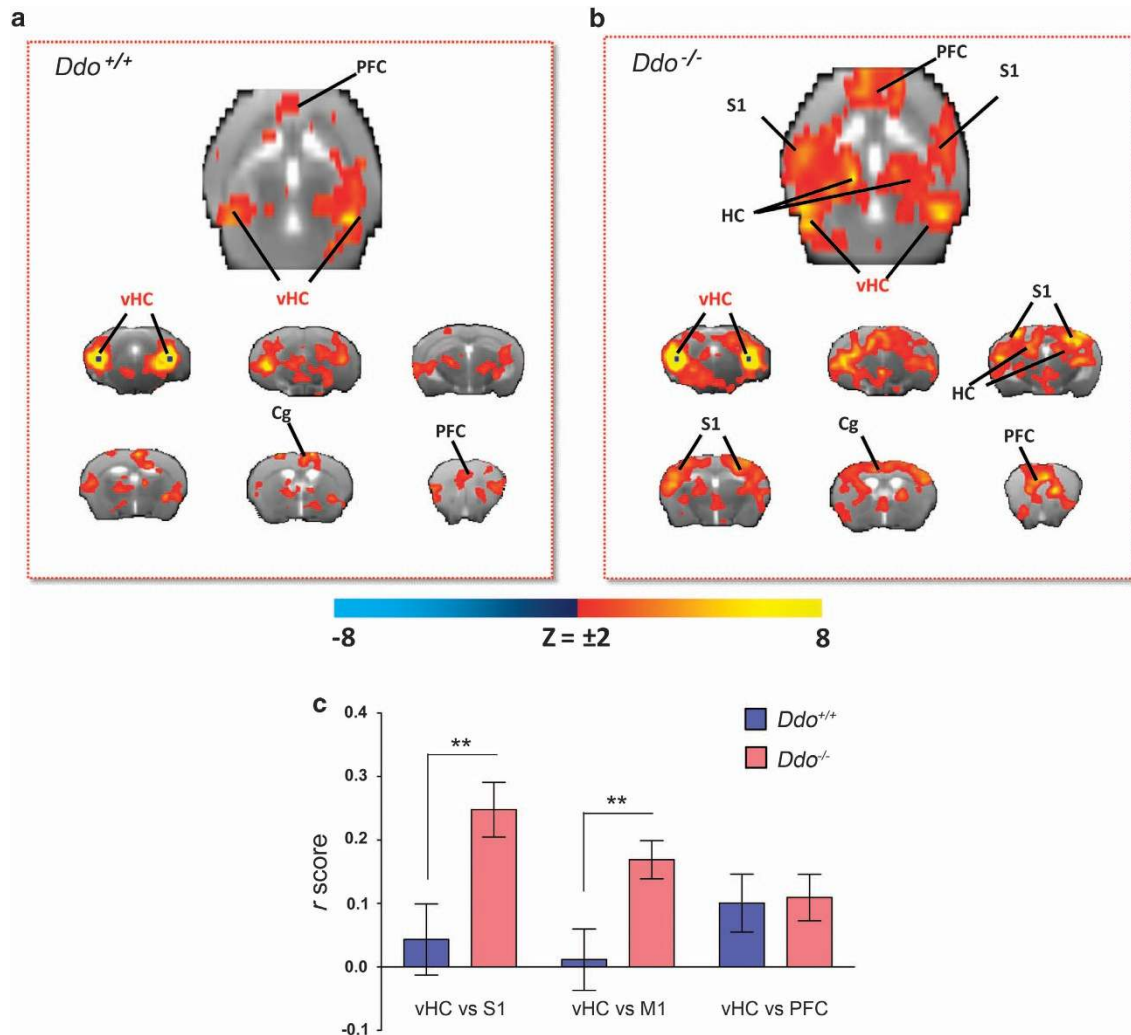 a
Ddo+/+
PFC
vHC
vHC
Cg
PFC
b
Ddo-/-
PFC
S1
S1
HC
vHC
vHC
S1
HC
S1
Cg
PFC
-8
Z = ±2
8
c
0.4
0.3
0.2
0.1
0.0
-0.1
r score
**
**
Ddo+/+
Ddo-/-
vHC vs S1
vHC vs M1
vHC vs PFC